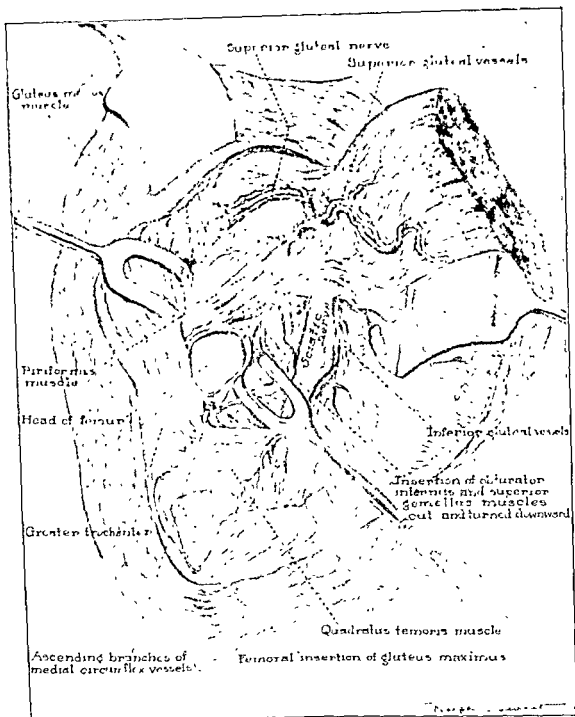 Superior gluteal nerve
Superior gluteal vessels
Gluteus
muscle
Sciatic
nerve
Piriformis
muscle
Head of femur
Inferior gluteal vessels
Insertion of obturator
internus and superior
gemellus muscles
cut and turned downward
Greater trochanter
Quadratus femoris muscle
Ascending branches of
medial circumflex vessels
Femoral insertion of gluteus maximus